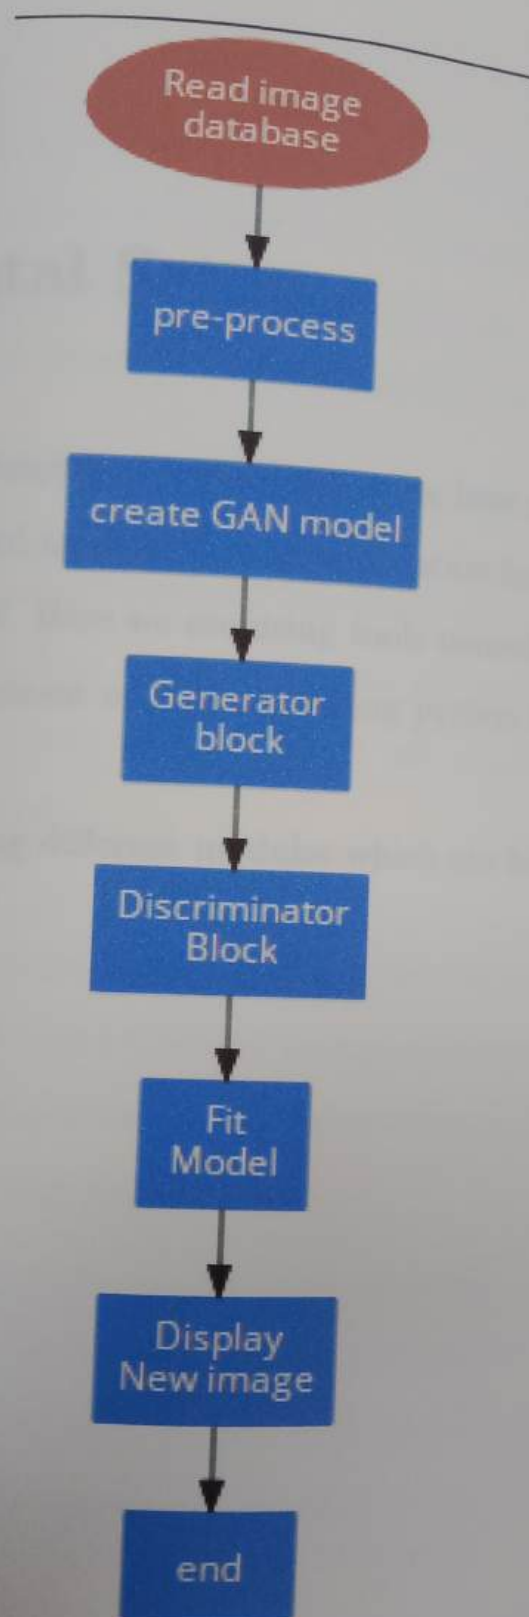 Read image
database
pre-process
create GAN model
Generator
block
Discriminator
Block
Fit
Model
Display
New image
end